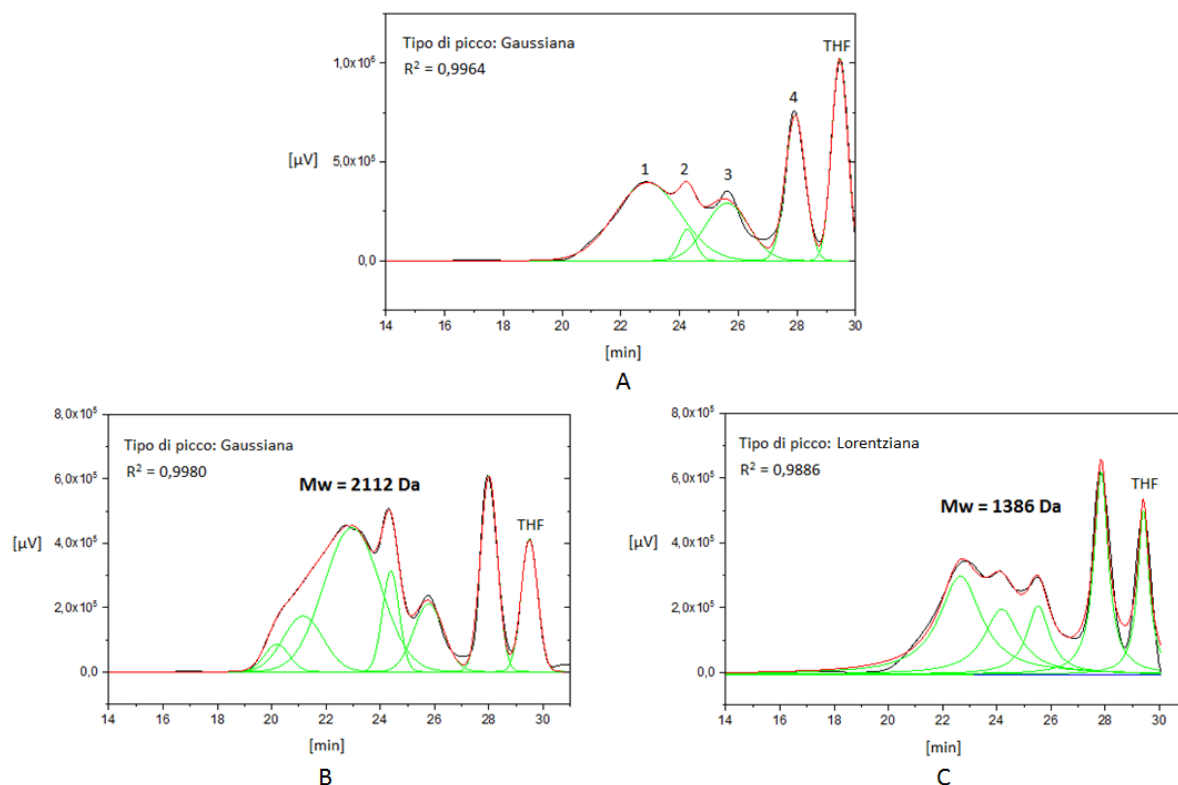 Tipo di picco: Gaussiana
R² = 0,9964
THF
1,0x10⁶
4
[µV]
5,0x10⁵
1
2
3
0,0
14 16 18 20 22 24 26 28 30
[min]
A
8,0x10⁵
Tipo di picco: Gaussiana
R² = 0,9980
6,0x10⁵
Mw = 2112 Da
THF
[µV]
4,0x10⁵
2,0x10⁵
0,0
14 16 18 20 22 24 26 28 30
[min]
B
8,0x10⁵
Tipo di picco: Lorentziana
R² = 0,9886
THF
6,0x10⁵
Mw = 1386 Da
[µV]
4,0x10⁵
2,0x10⁵
0,0
14 16 18 20 22 24 26 28 30
[min]
C